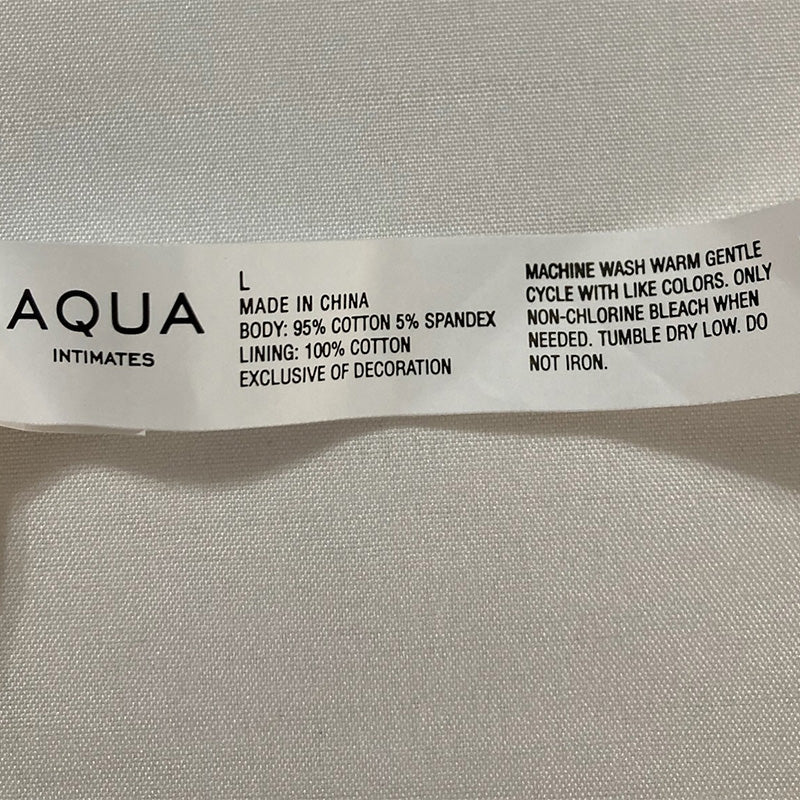 AQUA
INTIMATES
L
MADE IN CHINA
BODY: 95% COTTON 5% SPANDEX
LINING: 100% COTTON
EXCLUSIVE OF DECORATION
MACHINE WASH WARM GENTLE
CYCLE WITH LIKE COLORS. ONLY
NON-CHLORINE BLEACH WHEN
NEEDED. TUMBLE DRY LOW. DO
NOT IRON.